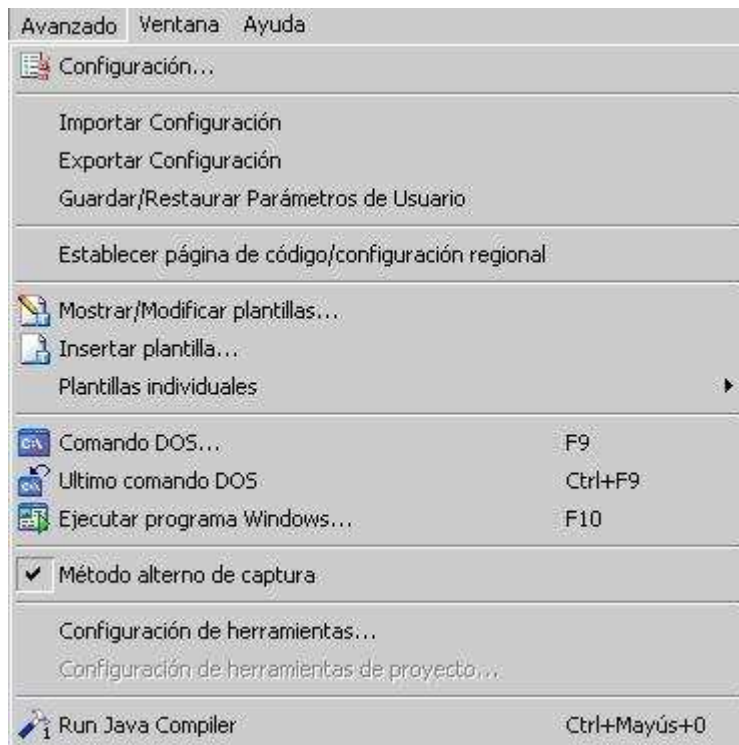 Avanzado Ventana Ayuda
Configuración...
Importar Configuración
Exportar Configuración
Guardar/Restaurar Parámetros de Usuario
Establecer página de código/configuración regional
Mostrar/Modificar plantillas...
Insertar plantilla...
Plantillas individuales
Comando DOS... F9
Ultimo comando DOS Ctrl+F9
Ejecutar programa Windows... F10
Método alterno de captura
Configuración de herramientas...
Configuración de herramientas de proyecto...
Run Java Compiler Ctrl+Mayús+0